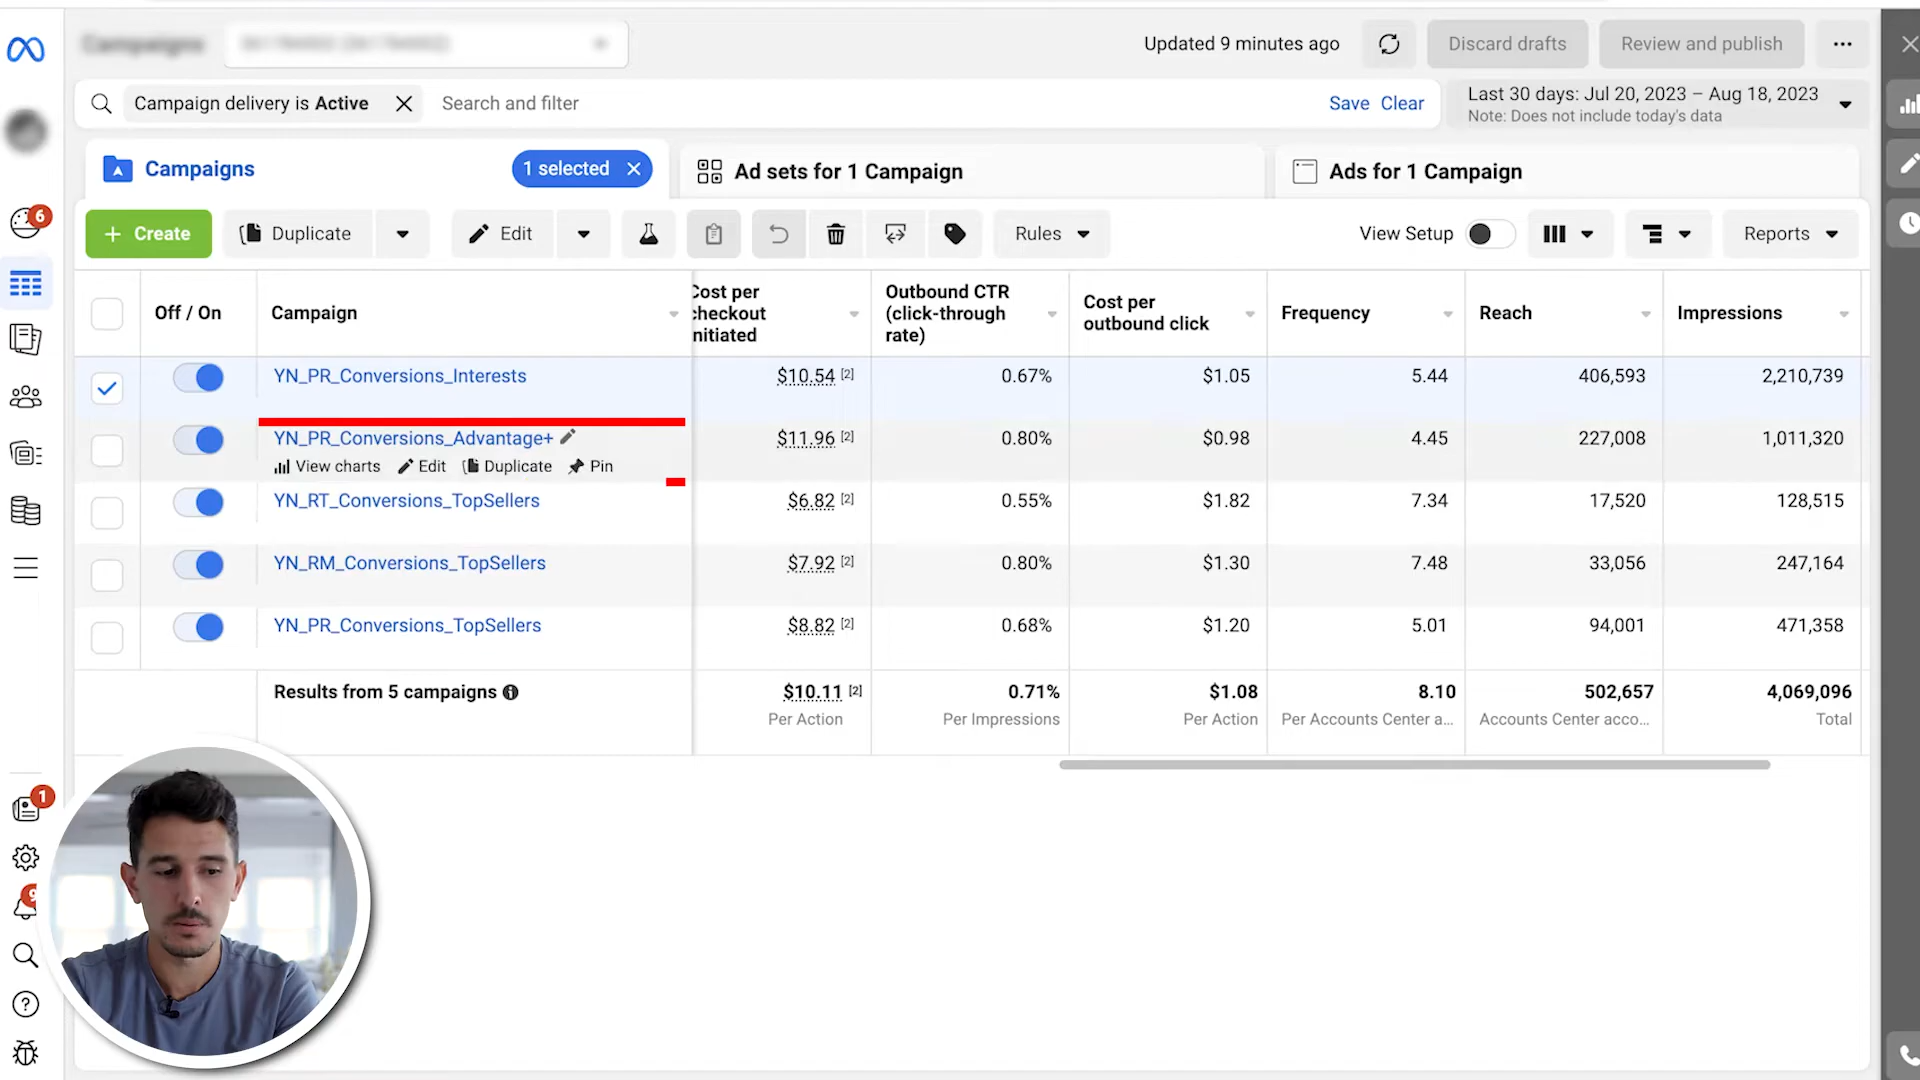 Updated 9 minutes ago
Discard drafts
Review and publish
Campaign delivery is Active
Search and filter
Save Clear
Last 30 days: Jul 20, 2023 – Aug 18, 2023
Note: Does not include today's data
Campaigns
1 selected
Ad sets for 1 Campaign
Ads for 1 Campaign
6
+ Create
Duplicate
Edit
Rules
View Setup
Reports
Off / On
Campaign
Cost per
checkout
initiated
Outbound CTR
(click-through
rate)
Cost per
outbound click
Frequency
Reach
Impressions
YN_PR_Conversions_Interests $10.54 [2] 0.67% $1.05 5.44 406,593 2,210,739
YN_PR_Conversions_Advantage+ $11.96 [2] 0.80% $0.98 4.45 227,008 1,011,320
View charts Edit Duplicate Pin
YN_RT_Conversions_TopSellers $6.82 [2] 0.55% $1.82 7.34 17,520 128,515
YN_RM_Conversions_TopSellers $7.92 [2] 0.80% $1.30 7.48 33,056 247,164
YN_PR_Conversions_TopSellers $8.82 [2] 0.68% $1.20 5.01 94,001 471,358
Results from 5 campaigns $10.11 [2] 0.71% $1.08 8.10 502,657 4,069,096
Per Action Per Impressions Per Action Per Accounts Center a... Accounts Center acco... Total
1